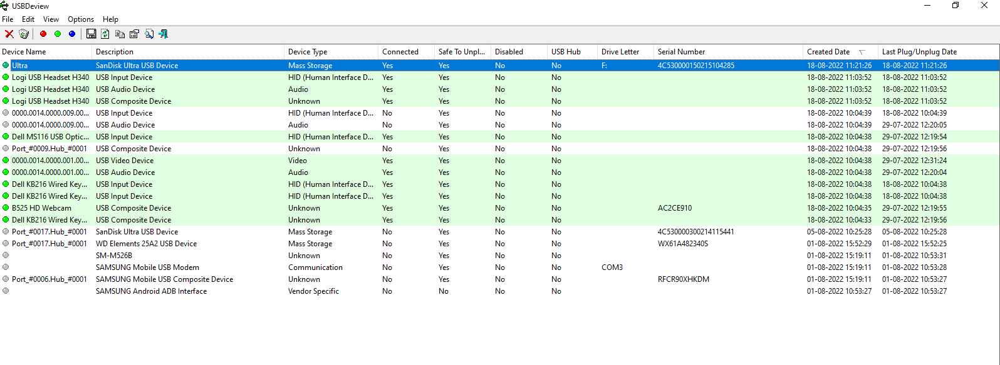 USBDeview
File Edit View Options Help
Device Name Description Device Type Connected Safe To Unpl... Disabled USB Hub Drive Letter Serial Number Created Date Last Plug/Unplug Date
Ultra SanDisk Ultra USB Device Mass Storage Yes Yes No No F: 4C530000150215104285 18-08-2022 11:21:26 18-08-2022 11:21:26
Logi USB Headset H340 USB Input Device HID (Human Interface D... Yes Yes No No 18-08-2022 11:03:52 18-08-2022 11:03:52
Logi USB Headset H340 USB Audio Device Audio Yes Yes No No 18-08-2022 11:03:52 18-08-2022 11:03:52
Logi USB Headset H340 USB Composite Device Unknown Yes Yes No No 18-08-2022 11:03:52 18-08-2022 11:03:52
0000.0014.0000.009.00... USB Input Device HID (Human Interface D... No Yes No No 18-08-2022 10:04:39 18-08-2022 10:04:39
0000.0014.0000.009.00... USB Audio Device Audio No Yes No No 18-08-2022 10:04:39 29-07-2022 12:20:05
Dell MS116 USB Optic... USB Input Device HID (Human Interface D... Yes Yes No No 18-08-2022 10:04:38 29-07-2022 12:19:54
Port_#0009.Hub_#0001 USB Composite Device Unknown No Yes No No 18-08-2022 10:04:38 29-07-2022 12:19:56
0000.0014.0000.001.00... USB Video Device Video Yes Yes No No 18-08-2022 10:04:38 29-07-2022 12:31:24
0000.0014.0000.001.00... USB Audio Device Audio Yes Yes No No 18-08-2022 10:04:38 29-07-2022 12:20:04
Dell KB216 Wired Key... USB Input Device HID (Human Interface D... Yes Yes No No 18-08-2022 10:04:38 18-08-2022 10:04:38
Dell KB216 Wired Key... USB Input Device HID (Human Interface D... Yes Yes No No 18-08-2022 10:04:38 18-08-2022 10:04:38
B525 HD Webcam USB Composite Device Unknown Yes Yes No No AC2CE910 18-08-2022 10:04:35 29-07-2022 12:19:55
Dell KB216 Wired Key... USB Composite Device Unknown Yes Yes No No 18-08-2022 10:04:33 29-07-2022 12:19:56
Port_#0017.Hub_#0001 SanDisk Ultra USB Device Mass Storage No Yes No No 4C530000300214115441 05-08-2022 10:25:28 05-08-2022 10:25:28
Port_#0017.Hub_#0001 WD Elements 25A2 USB Device Mass Storage No Yes No No WX61A482340S 01-08-2022 15:52:29 01-08-2022 15:52:25
SM-M526B Unknown No Yes No No 01-08-2022 15:19:11 01-08-2022 10:53:31
SAMSUNG Mobile USB Modem Communication No Yes No No COM3 01-08-2022 15:19:11 01-08-2022 10:53:28
Port_#0006.Hub_#0001 SAMSUNG Mobile USB Composite Device Unknown No Yes No No RFCR90XHKDM 01-08-2022 15:19:11 01-08-2022 10:53:27
SAMSUNG Android ADB Interface Vendor Specific No No No No 01-08-2022 10:53:27 01-08-2022 10:53:27